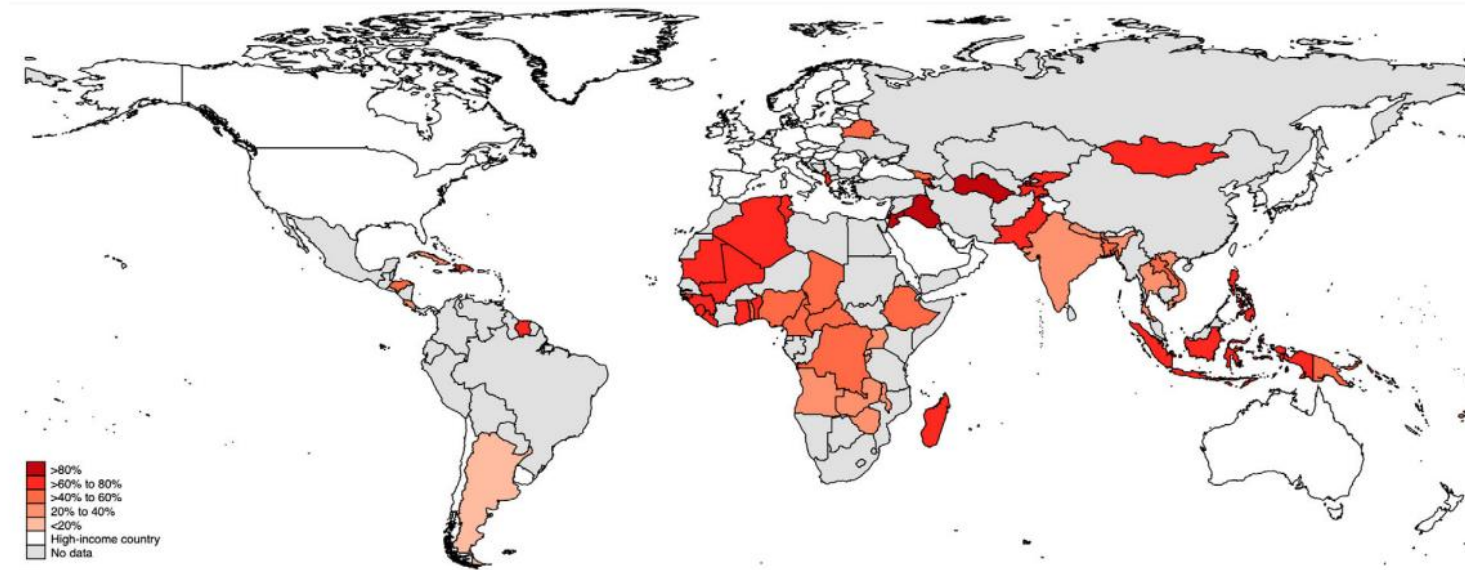 >80%
>60% to 80%
>40% to 60%
20% to 40%
<20%
High-income country
No data